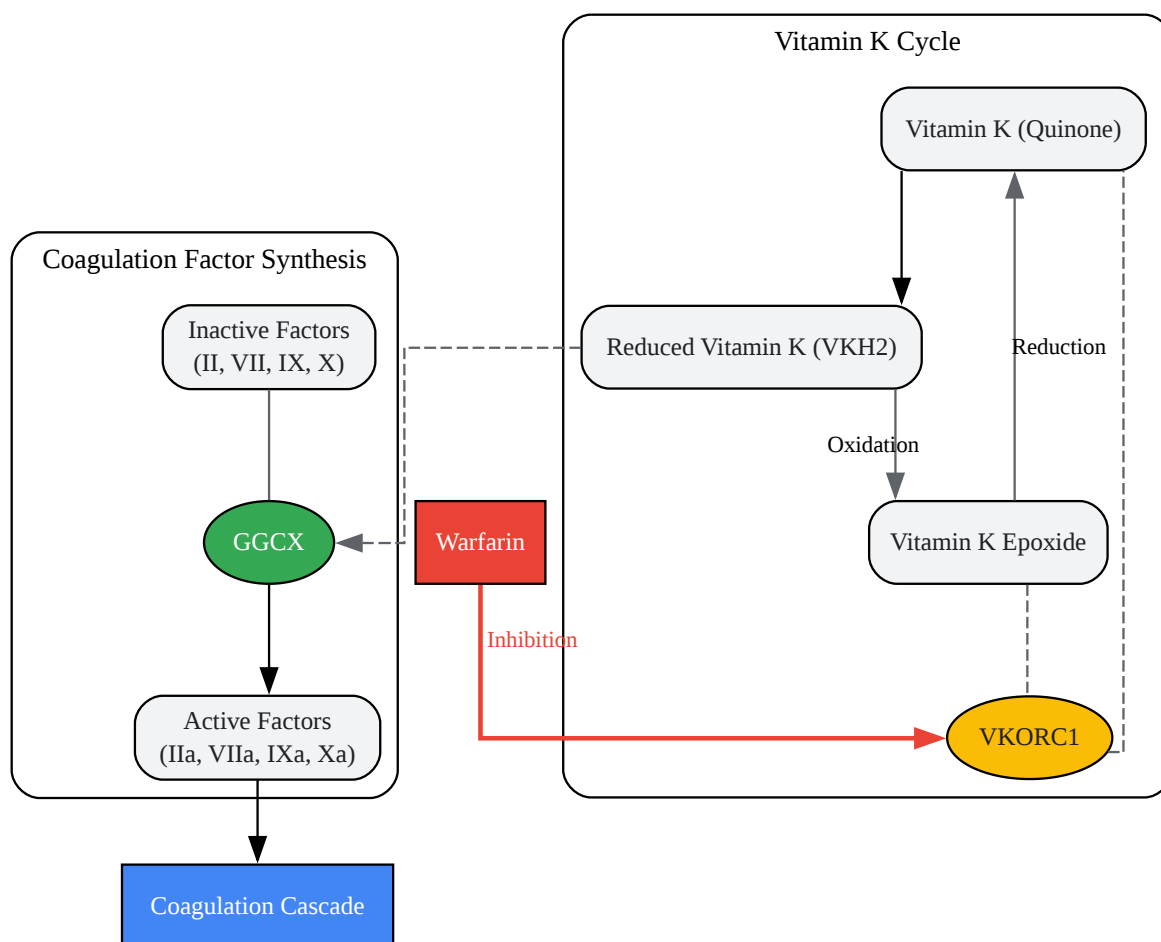 Vitamin K Cycle
Vitamin K (Quinone)
Coagulation Factor Synthesis
Inactive Factors
(II, VII, IX, X)
Reduced Vitamin K (VKH2)
Reduction
Oxidation
GGCX
Warfarin
Vitamin K Epoxide
Inhibition
Active Factors
(IIa, VIIa, IXa, Xa)
VKORC1
Coagulation Cascade